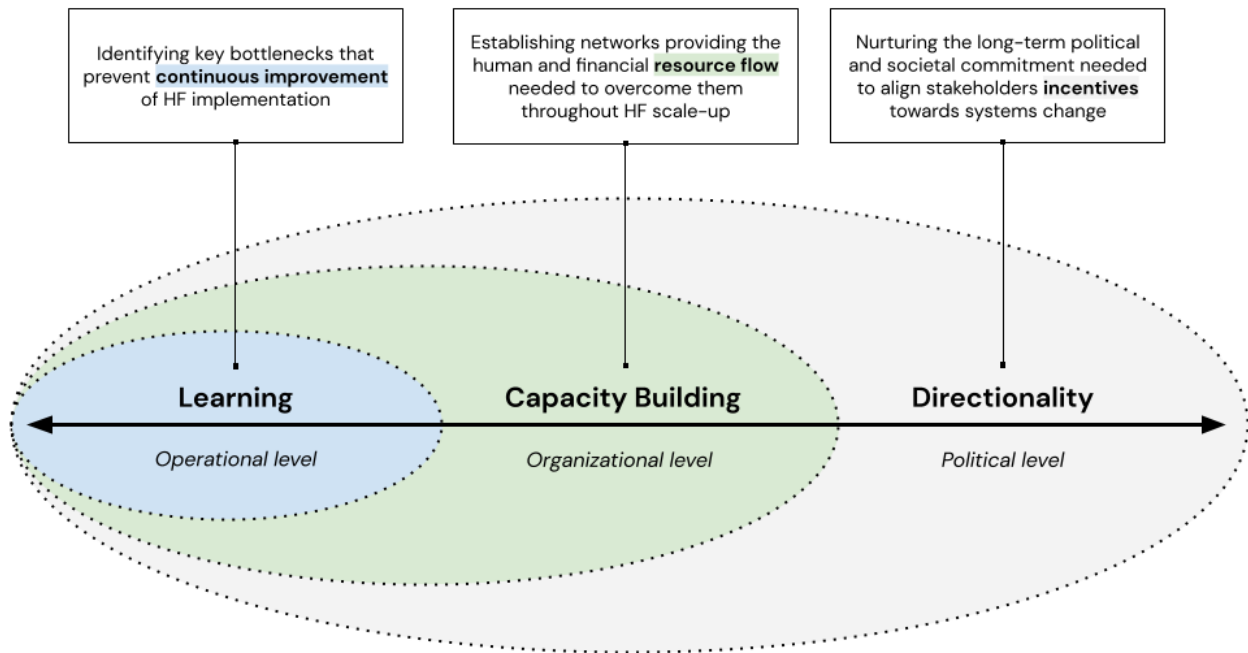 Identifying key bottlenecks that
prevent continuous improvement
of HF implementation
Establishing networks providing the
human and financial resource flow
needed to overcome them
throughout HF scale-up
Nurturing the long-term political
and societal commitment needed
to align stakeholders incentives
towards systems change
Learning
Capacity Building
Directionality
Operational level
Organizational level
Political level